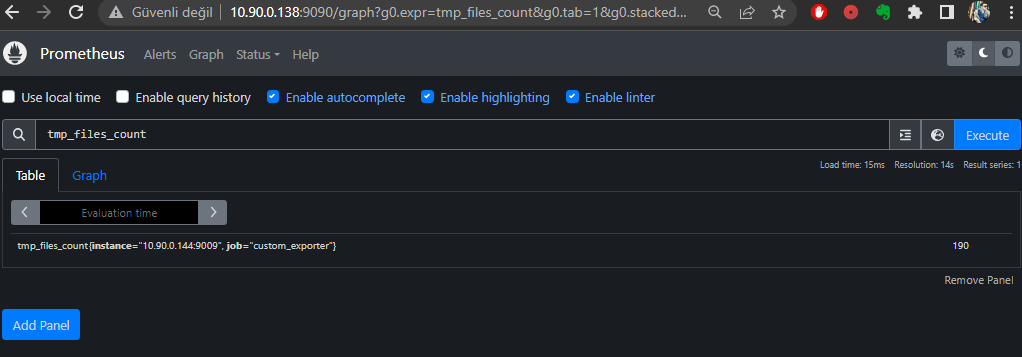 Güvenli değil | 10.90.0.138:9090/graph?g0.expr=tmp_files_count&g0.tab=1&g0.stacked...
Prometheus Alerts Graph Status Help
Use local time Enable query history Enable autocomplete Enable highlighting Enable linter
tmp_files_count Execute
Load time: 15ms Resolution: 14s Result series: 1
Table Graph
Evaluation time
tmp_files_count{instance="10.90.0.144:9009", job="custom_exporter"} 190
Remove Panel
Add Panel